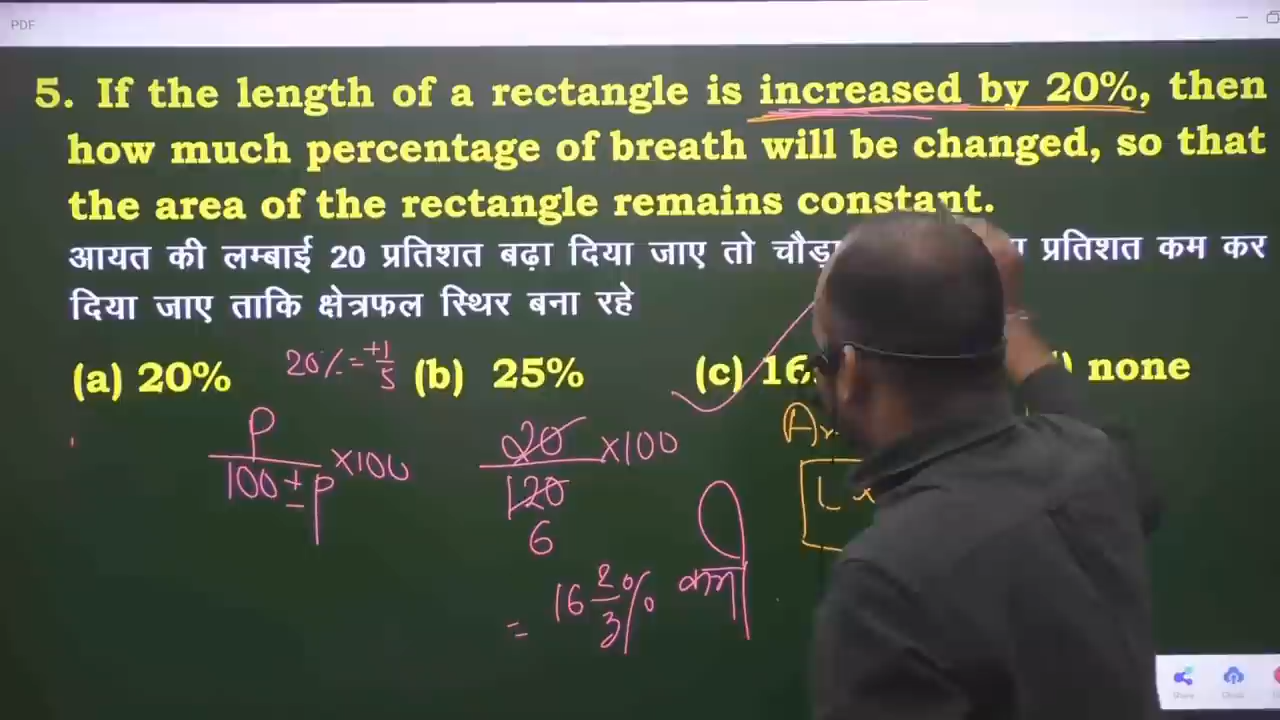 PDF
5. If the length of a rectangle is increased by 20%, then
how much percentage of breath will be changed, so that
the area of the rectangle remains constant.
आयत की लम्बाई 20 प्रतिशत बढ़ा दिया जाए तो प्रतिशत कम कर
दिया जाए ताकि क्षेत्रफल स्थिर बना रहे
(a) 20% 20% = +1/5 (b) 25% (c) 16. none
P/100±P ×100 20/120 ×100
6
L ×
= 16 2/3% कमी
Share